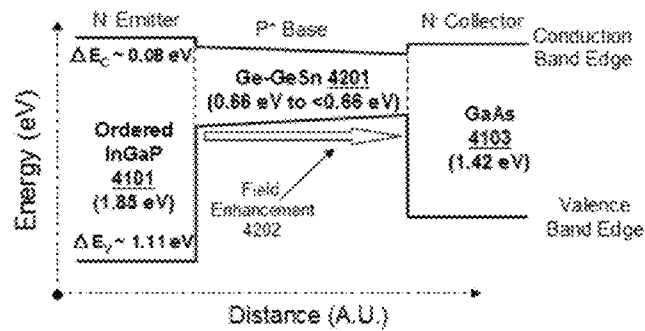 N⁻ Emitter
P⁺ Base
N⁻ Collector
Δ E_C ~ 0.08 eV
Conduction
Band Edge
Ge-GeSn 4201
(0.66 eV to <0.66 eV)
Ordered
InGaP
4101
(1.85 eV)
GaAs
4103
(1.42 eV)
Field
Enhancement
4202
Valence
Band Edge
Δ E_V ~ 1.11 eV
Energy (eV)
Distance (A.U.)